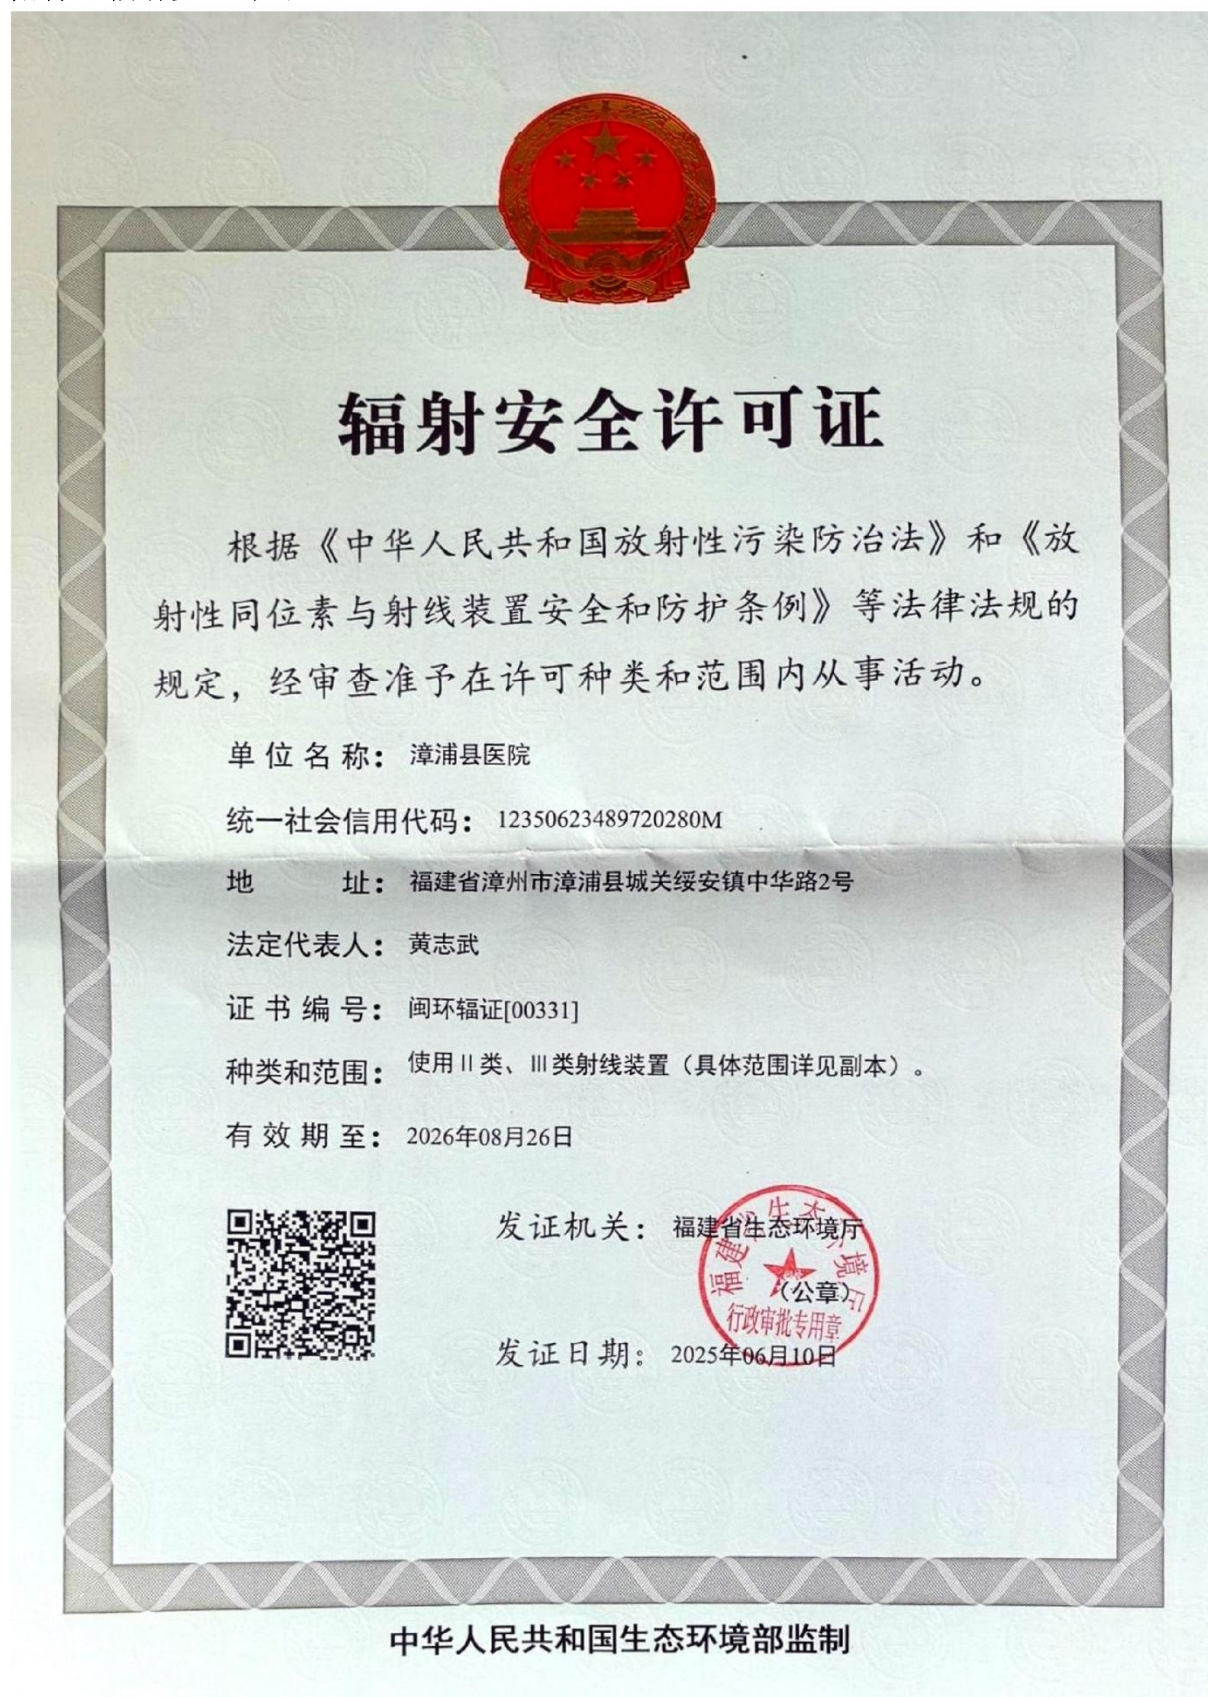 辐射安全许可证
根据《中华人民共和国放射性污染防治法》和《放
射性同位素与射线装置安全和防护条例》等法律法规的
规定，经审查准予在许可种类和范围内从事活动。
单位名称：漳浦县医院
统一社会信用代码：12350623489720280M
地址：福建省漳州市漳浦县城关绥安镇中华路2号
法定代表人：黄志武
证书编号：闽环辐证[00331]
种类和范围：使用Ⅱ类、Ⅲ类射线装置（具体范围详见副本）。
有效期至：2026年08月26日
发证机关：福建省生态环境厅
福建省生态环境厅
（公章）
行政审批专用章
发证日期：2025年06月10日
中华人民共和国生态环境部监制